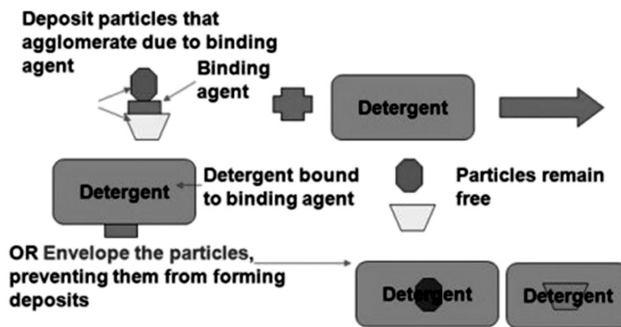 Deposit particles that
agglomerate due to binding
agent
Binding
agent
Detergent
Detergent
Detergent bound
to binding agent
Particles remain
free
OR Envelope the particles,
preventing them from forming
deposits
Detergent
Detergent